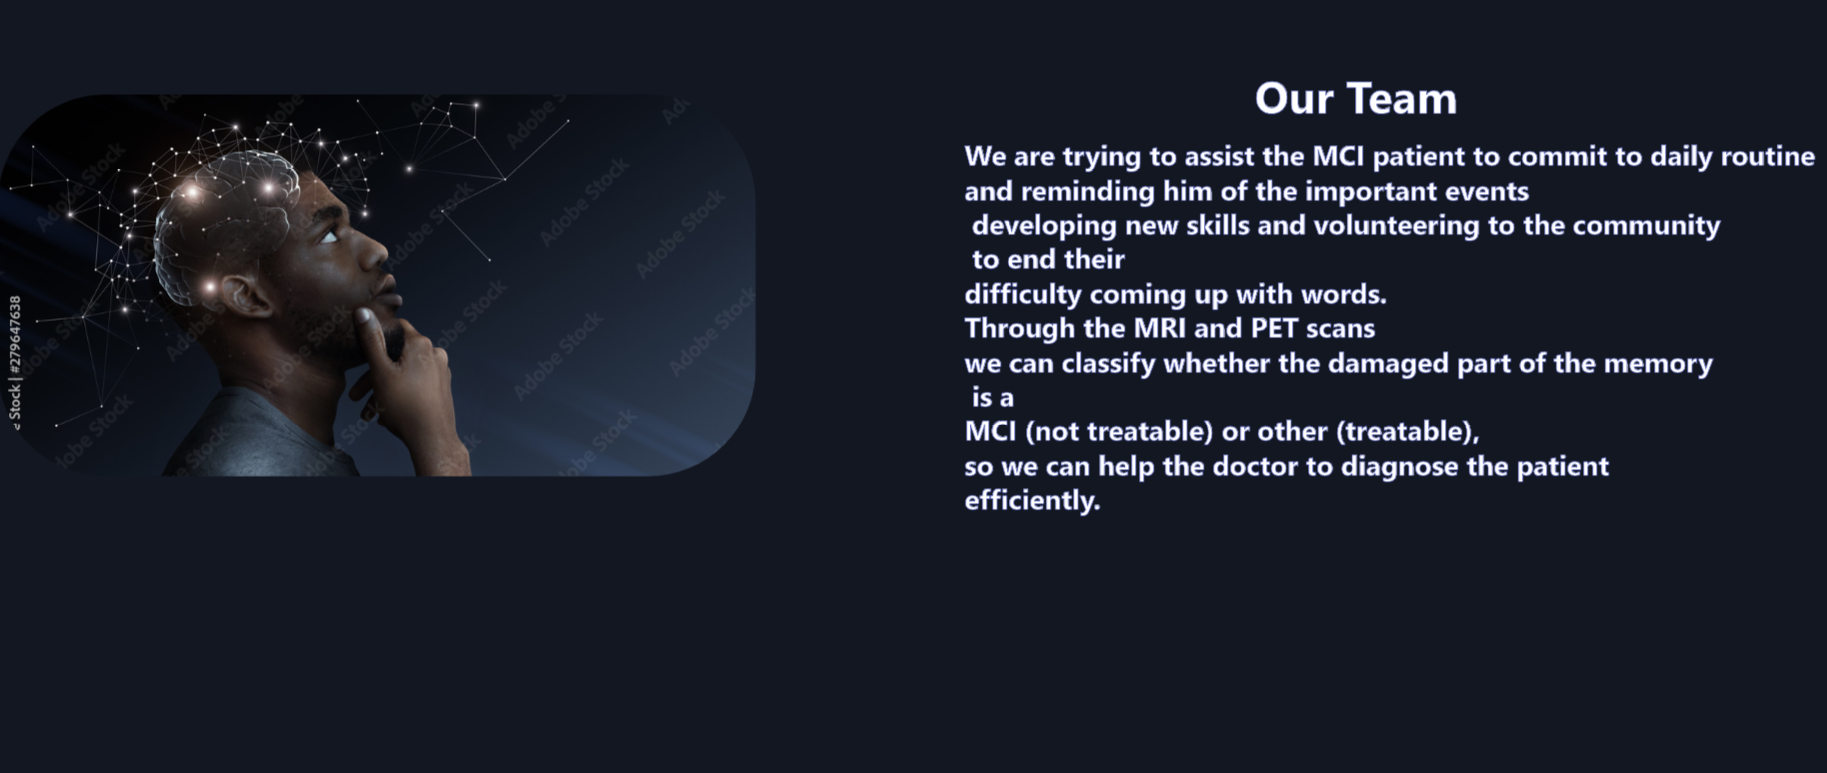 Our Team
We are trying to assist the MCI patient to commit to daily routine
and reminding him of the important events
developing new skills and volunteering to the community
to end their
difficulty coming up with words.
Through the MRI and PET scans
we can classify whether the damaged part of the memory
is a
MCI (not treatable) or other (treatable),
so we can help the doctor to diagnose the patient
efficiently.
Adobe Stock
Stock | #279647638